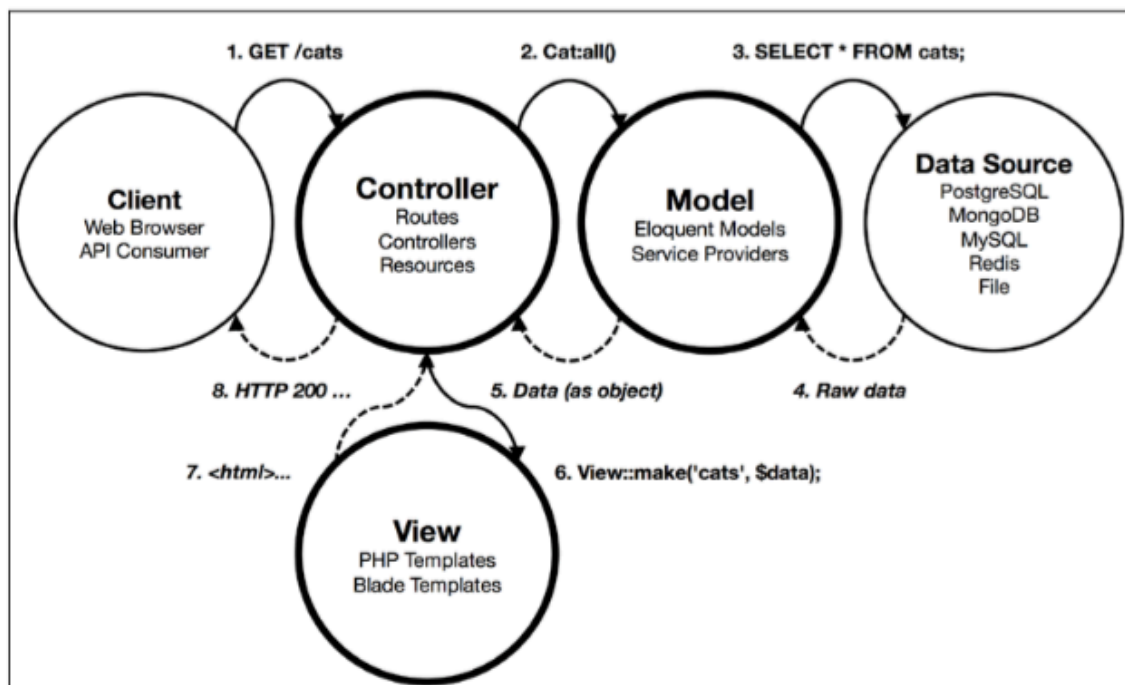 1. GET /cats
2. Cat:all()
3. SELECT * FROM cats;
Client
Web Browser
API Consumer
Controller
Routes
Controllers
Resources
Model
Eloquent Models
Service Providers
Data Source
PostgreSQL
MongoDB
MySQL
Redis
File
8. HTTP 200 ...
5. Data (as object)
4. Raw data
7. <html>...
6. View::make('cats', $data);
View
PHP Templates
Blade Templates